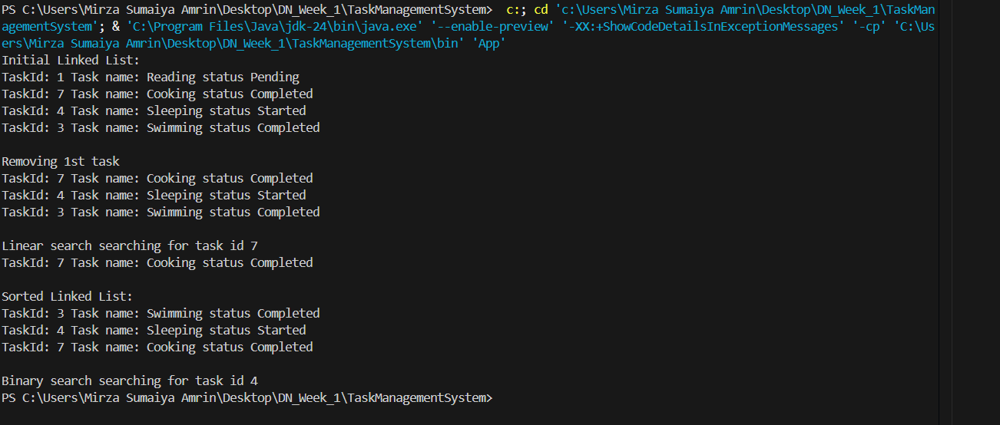 PS C:\Users\Mirza Sumaiya Amrin\Desktop\DN_Week_1\TaskManagementSystem>  c:; cd 'c:\Users\Mirza Sumaiya Amrin\Desktop\DN_Week_1\TaskMan
agementSystem'; & 'C:\Program Files\Java\jdk-24\bin\java.exe' '--enable-preview' '-XX:+ShowCodeDetailsInExceptionMessages' '-cp' 'C:\Us
ers\Mirza Sumaiya Amrin\Desktop\DN_Week_1\TaskManagementSystem\bin' 'App'
Initial Linked List:
TaskId: 1 Task name: Reading status Pending
TaskId: 7 Task name: Cooking status Completed
TaskId: 4 Task name: Sleeping status Started
TaskId: 3 Task name: Swimming status Completed

Removing 1st task
TaskId: 7 Task name: Cooking status Completed
TaskId: 4 Task name: Sleeping status Started
TaskId: 3 Task name: Swimming status Completed

Linear search searching for task id 7
TaskId: 7 Task name: Cooking status Completed

Sorted Linked List:
TaskId: 3 Task name: Swimming status Completed
TaskId: 4 Task name: Sleeping status Started
TaskId: 7 Task name: Cooking status Completed

Binary search searching for task id 4
PS C:\Users\Mirza Sumaiya Amrin\Desktop\DN_Week_1\TaskManagementSystem>